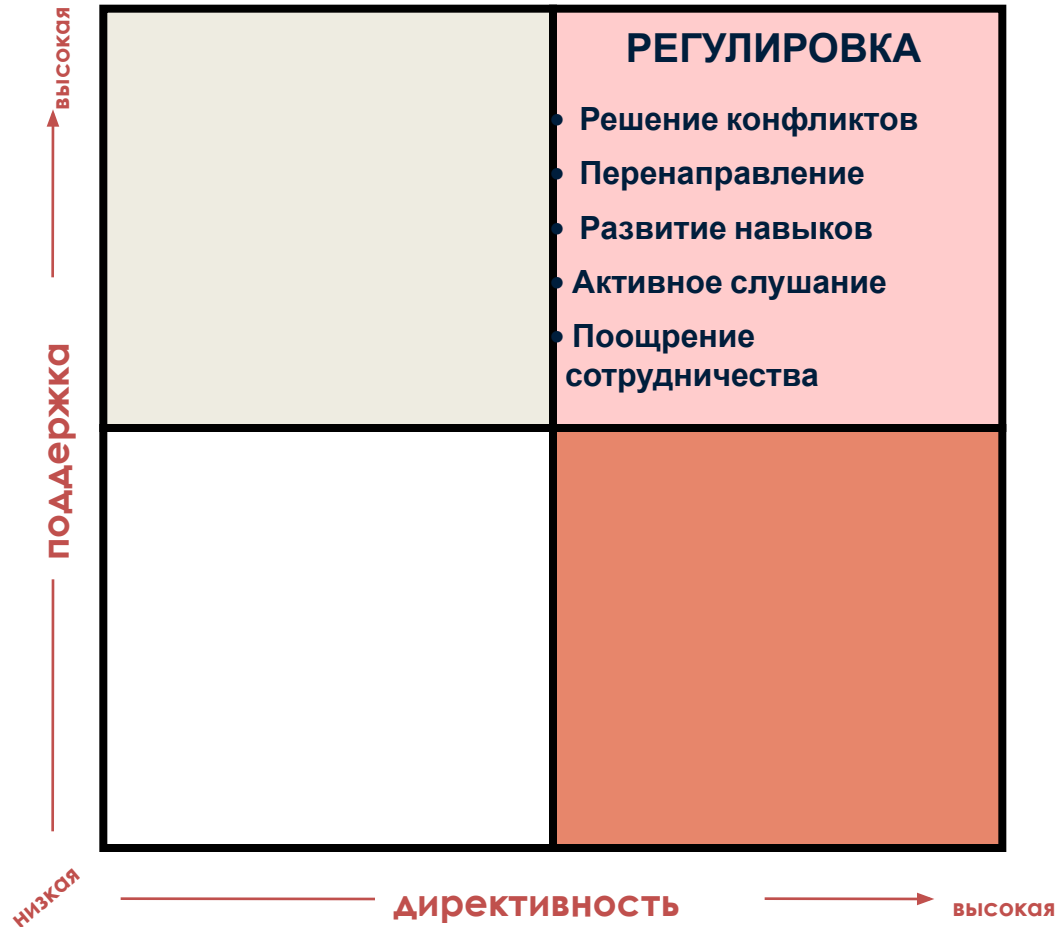 высокая
РЕГУЛИРОВКА
• Решение конфликтов
• Перенаправление
• Развитие навыков
• Активное слушание
• Поощрение
сотрудничества
поддержка
низкая
директивность
высокая